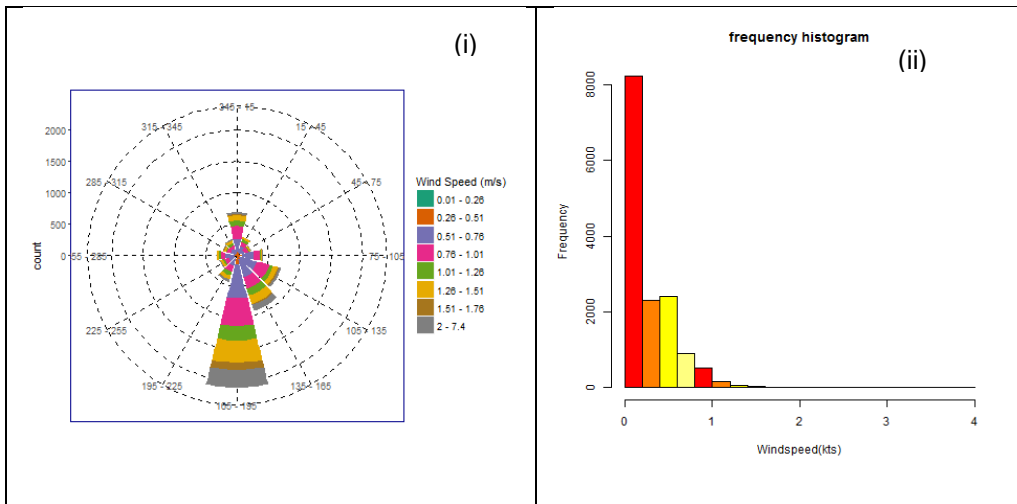 (i)
345 - 15
315 - 345
15 - 45
2000
1500
285 - 315
45 - 75
1000
500
0
255 - 285
75 - 105
count
225 - 255
105 - 135
195 - 225
135 - 165
165 - 195
Wind Speed (m/s)
0.01 - 0.26
0.26 - 0.51
0.51 - 0.76
0.76 - 1.01
1.01 - 1.26
1.26 - 1.51
1.51 - 1.76
2 - 7.4
frequency histogram
(ii)
8000
6000
4000
2000
0
Frequency
0 1 2 3 4
Windspeed(kts)